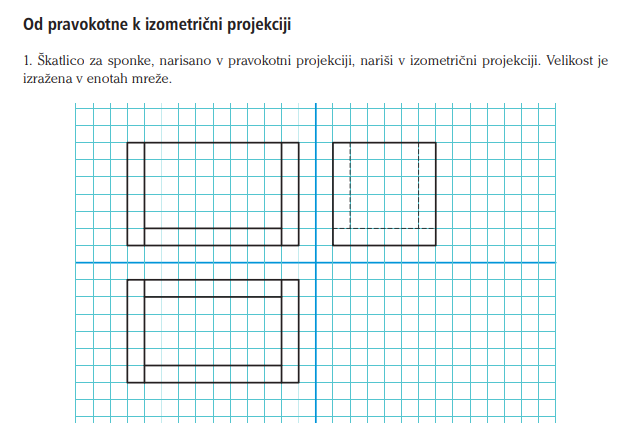 Od pravokotne k izometrični projekciji
1. Škatlico za sponke, narisano v pravokotni projekciji, nariši v izometrični projekciji. Velikost je
izražena v enotah mreže.